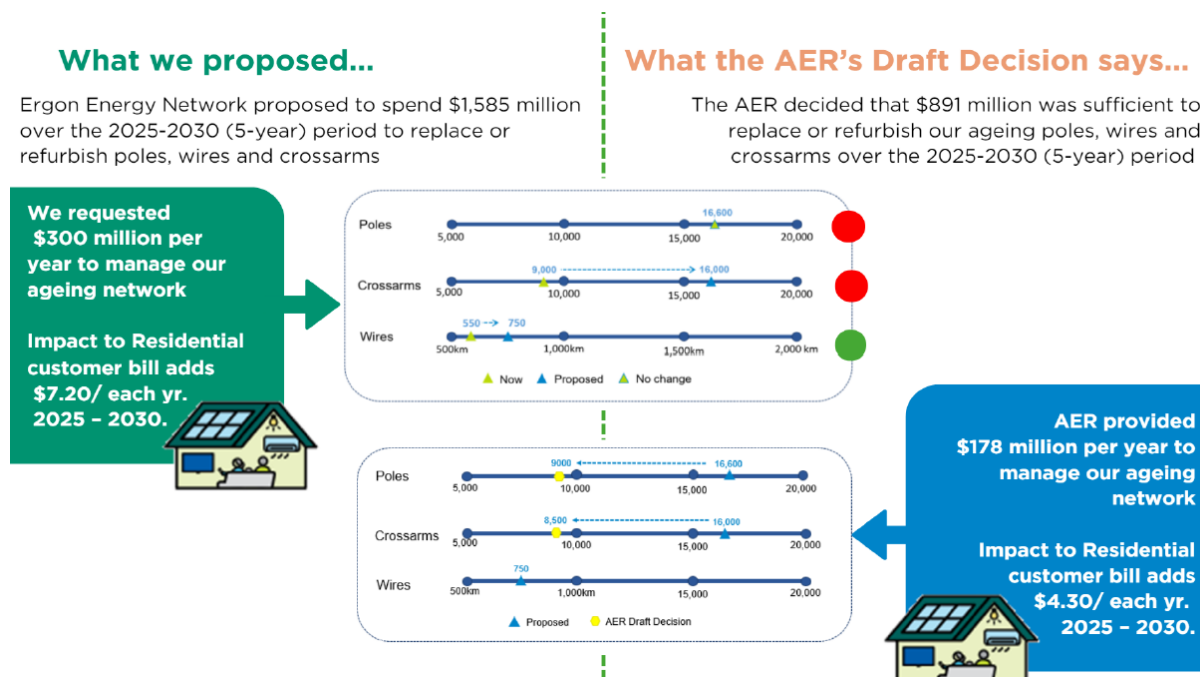 What we proposed...
Ergon Energy Network proposed to spend $1,585 million
over the 2025-2030 (5-year) period to replace or
refurbish poles, wires and crossarms
What the AER's Draft Decision says...
The AER decided that $891 million was sufficient to
replace or refurbish our ageing poles, wires and
crossarms over the 2025-2030 (5-year) period
We requested
$300 million per
year to manage our
ageing network
Impact to Residential
customer bill adds
$7.20/ each yr.
2025 – 2030.
16,600
Poles
5,000 10,000 15,000 20,000
9,000 16,000
Crossarms
5,000 10,000 15,000 20,000
550 750
Wires
500km 1,000km 1,500km 2,000 km
Now Proposed No change
9000 16,600
Poles
5,000 10,000 15,000 20,000
8,500 16,000
Crossarms
5,000 10,000 15,000 20,000
750
Wires
500km 1,000km 15,000 20,000
Proposed AER Draft Decision
AER provided
$178 million per year to
manage our ageing
network
Impact to Residential
customer bill adds
$4.30/ each yr.
2025 – 2030.